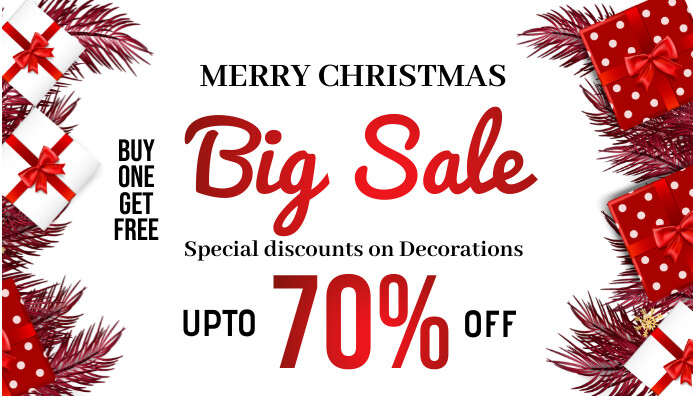 MERRY CHRISTMAS
Big Sale
BUY
ONE
GET
FREE
Special discounts on Decorations
UPTO 70% OFF